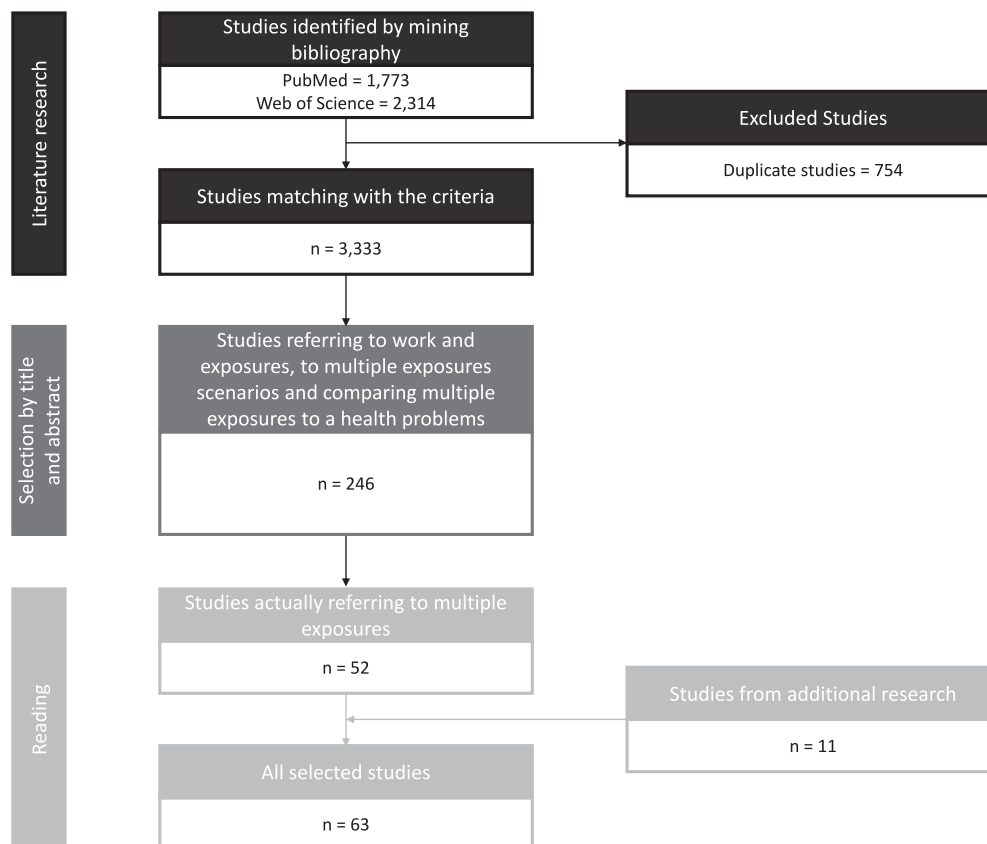 Literature research
Studies identified by mining
bibliography
PubMed = 1,773
Web of Science = 2,314
Excluded Studies
Duplicate studies = 754
Studies matching with the criteria
n = 3,333
Selection by title
and abstract
Studies referring to work and
exposures, to multiple exposures
scenarios and comparing multiple
exposures to a health problems
n = 246
Reading
Studies actually referring to multiple
exposures
n = 52
Studies from additional research
n = 11
All selected studies
n = 63